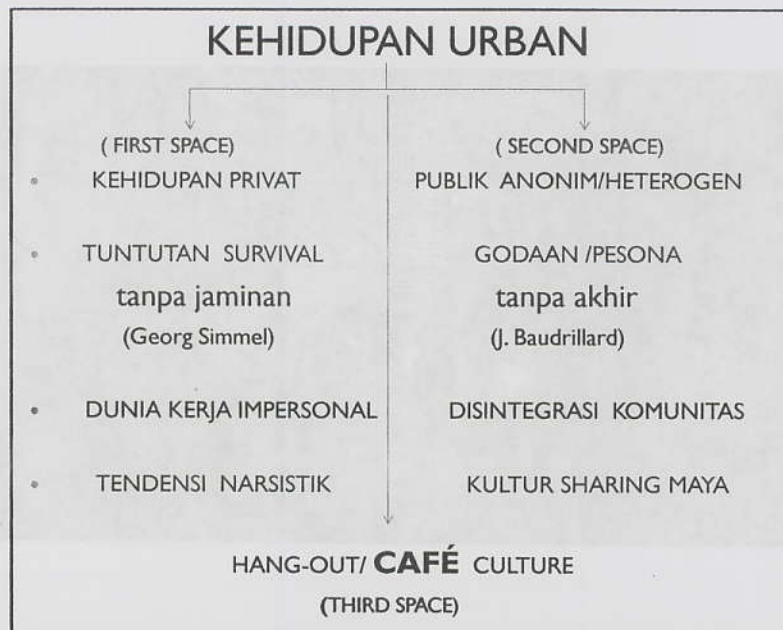 KEHIDUPAN URBAN
( FIRST SPACE)
• KEHIDUPAN PRIVAT
• TUNTUTAN SURVIVAL
tanpa jaminan
(Georg Simmel)
• DUNIA KERJA IMPERSONAL
• TENDENSI NARSISTIK
( SECOND SPACE)
PUBLIK ANONIM/HETEROGEN
GODAAN /PESONA
tanpa akhir
(J. Baudrillard)
DISINTEGRASI KOMUNITAS
KULTUR SHARING MAYA
HANG-OUT/ CAFÉ CULTURE
(THIRD SPACE)